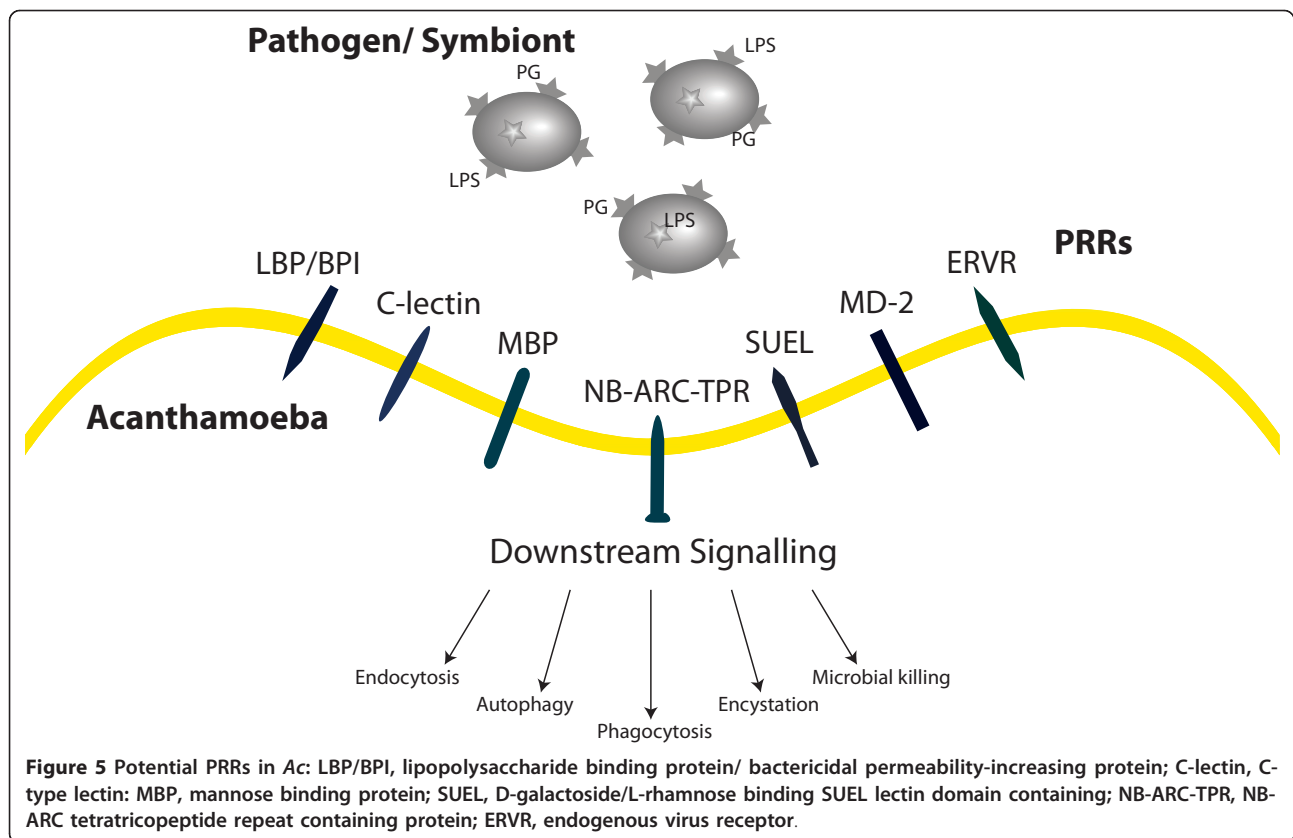 Pathogen/ Symbiont
LPS
PG
PG
LPS
PG
LPS
PRRs
ERVR
LBP/BPI
MD-2
C-lectin
MBP
SUEL
NB-ARC-TPR
Acanthamoeba
Downstream Signalling
Endocytosis
Microbial killing
Autophagy
Encystation
Phagocytosis
Figure 5 Potential PRRs in Ac: LBP/BPI, lipopolysaccharide binding protein/ bactericidal permeability-increasing protein; C-lectin, C-
type lectin: MBP, mannose binding protein; SUEL, D-galactoside/L-rhamnose binding SUEL lectin domain containing; NB-ARC-TPR, NB-
ARC tetratricopeptide repeat containing protein; ERVR, endogenous virus receptor.